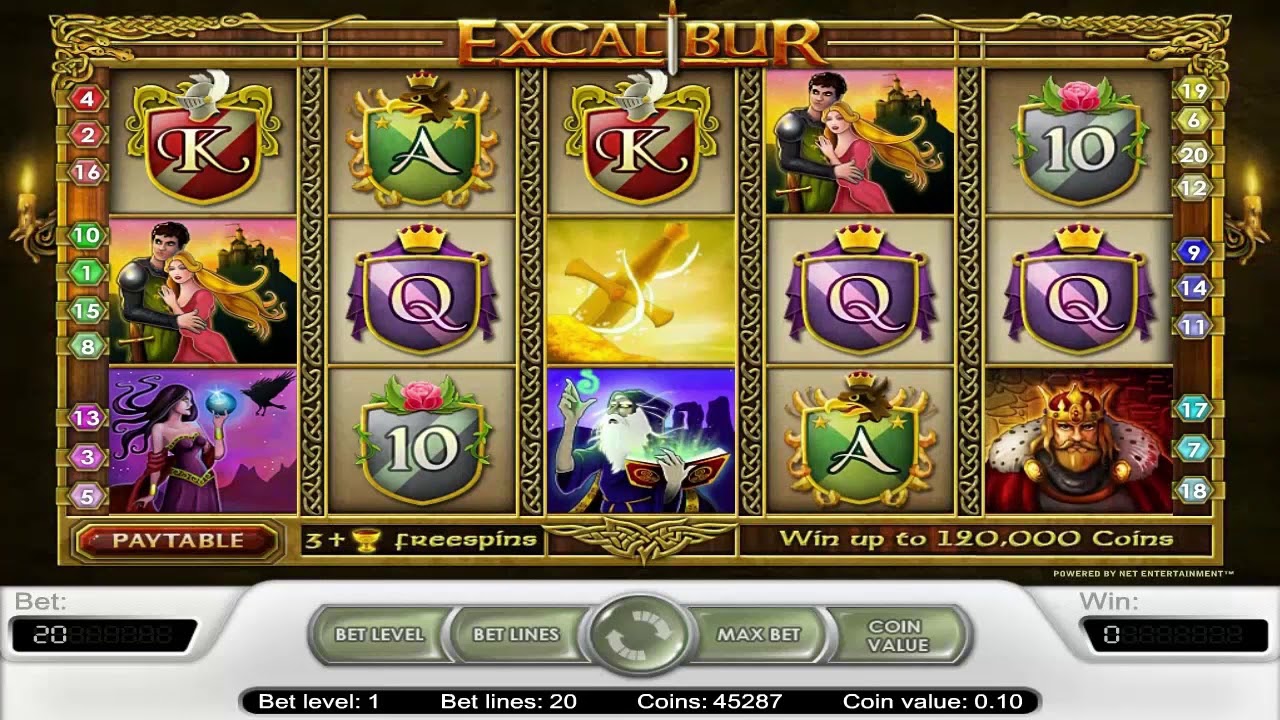 EXCALIBUR
4 K A K 10 19
2 6
16 20
12
10 Q Q Q 9
1 14
15 11
8
13 10 A 17
3 7
5 18
PAYTABLE 3+ freespins Win up to 120,000 Coins
POWERED BY NET ENTERTAINMENT™
Bet: Win:
20 BET LEVEL BET LINES MAX BET COIN VALUE 0
Bet level: 1 Bet lines: 20 Coins: 45287 Coin value: 0.10